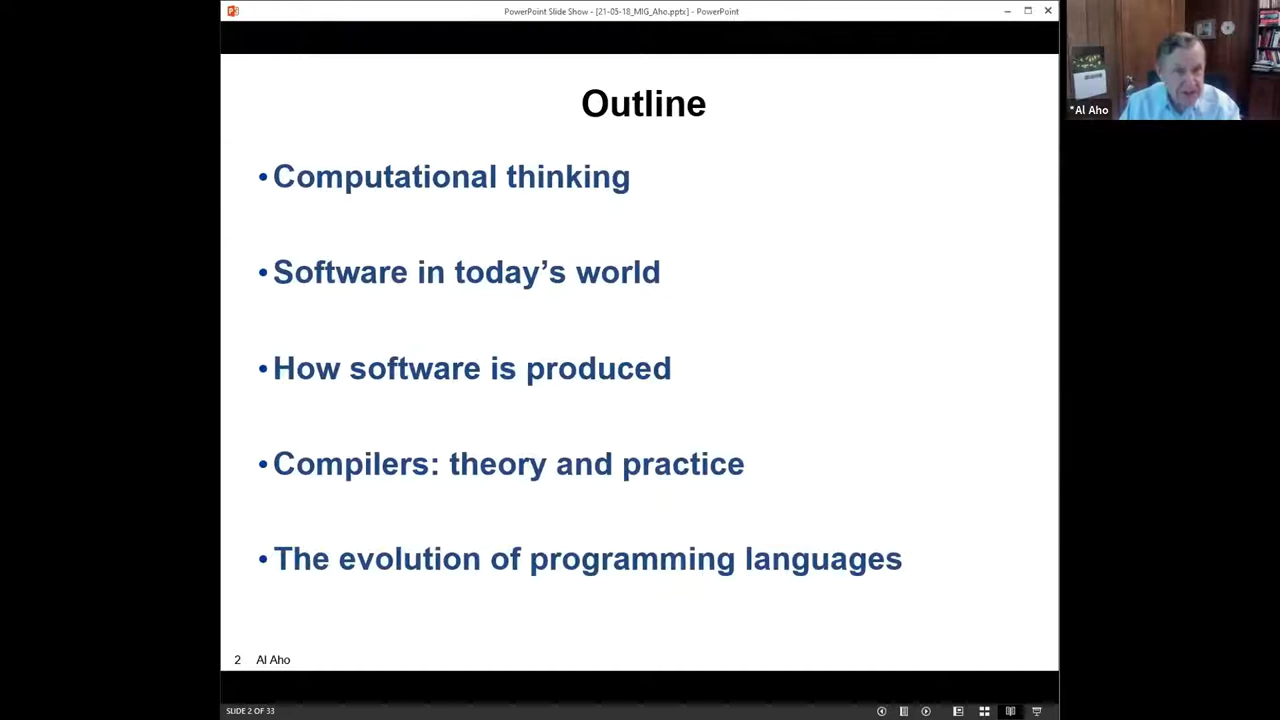 PowerPoint Slide Show - [21-05-18_MIG_Aho.pptx] - PowerPoint
Outline
• Computational thinking
• Software in today’s world
• How software is produced
• Compilers: theory and practice
• The evolution of programming languages
2 Al Aho
SLIDE 2 OF 33
*Al Aho